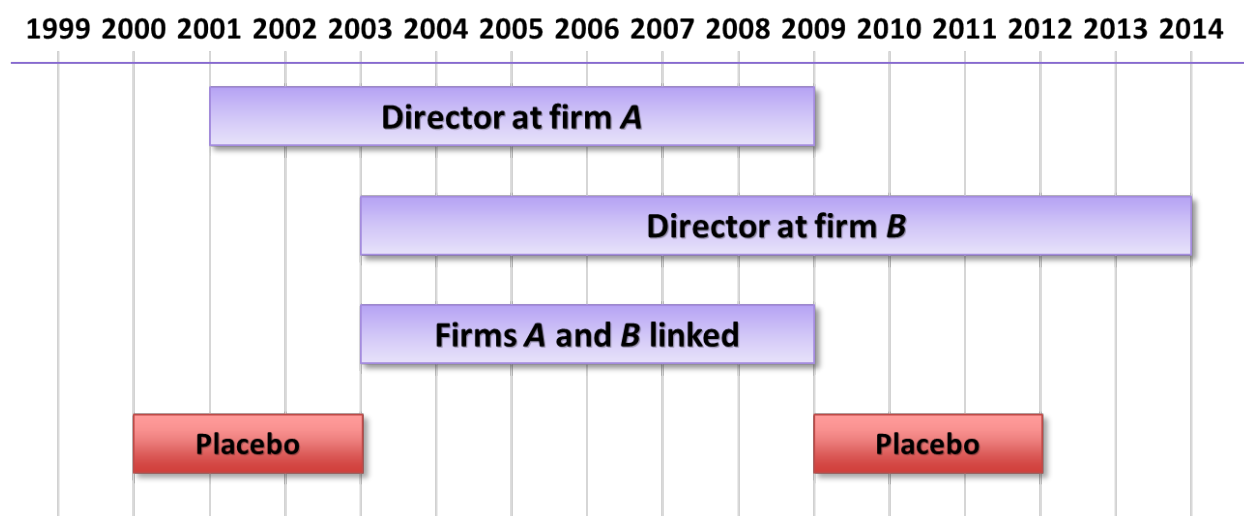 1999 2000 2001 2002 2003 2004 2005 2006 2007 2008 2009 2010 2011 2012 2013 2014
Director at firm A
Director at firm B
Firms A and B linked
Placebo Placebo